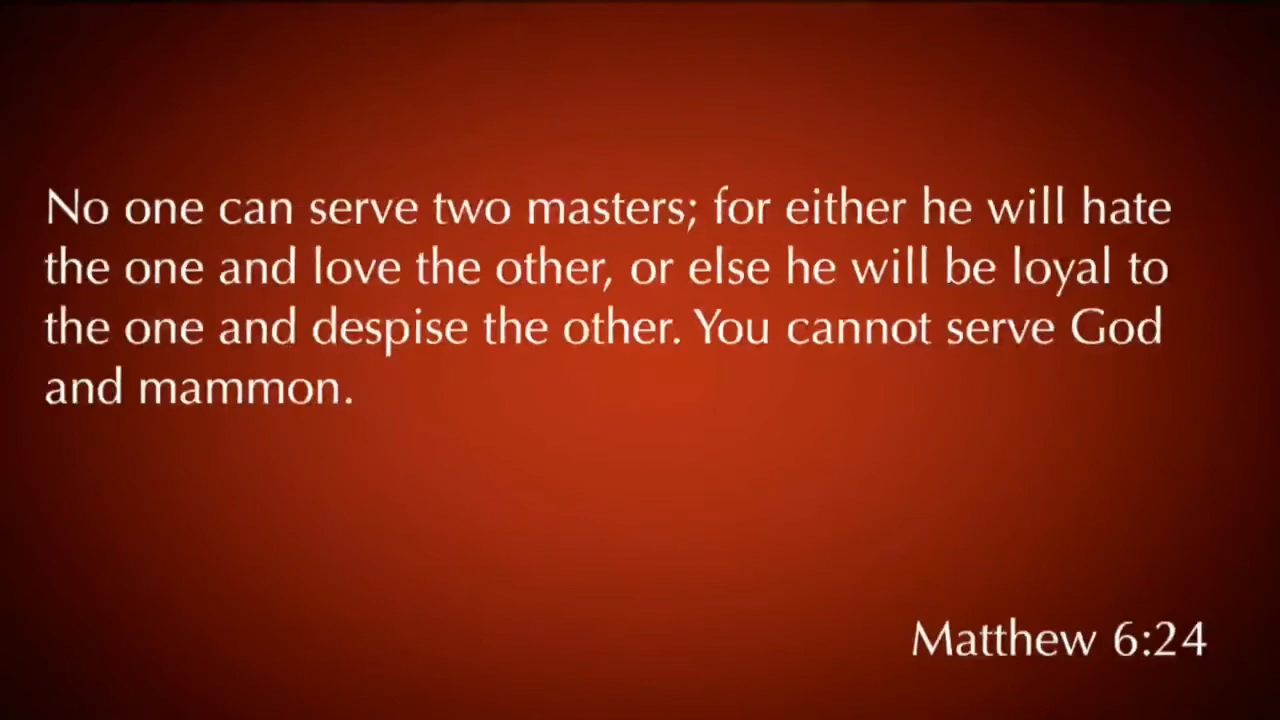 No one can serve two masters; for either he will hate
the one and love the other, or else he will be loyal to
the one and despise the other. You cannot serve God
and mammon.
Matthew 6:24